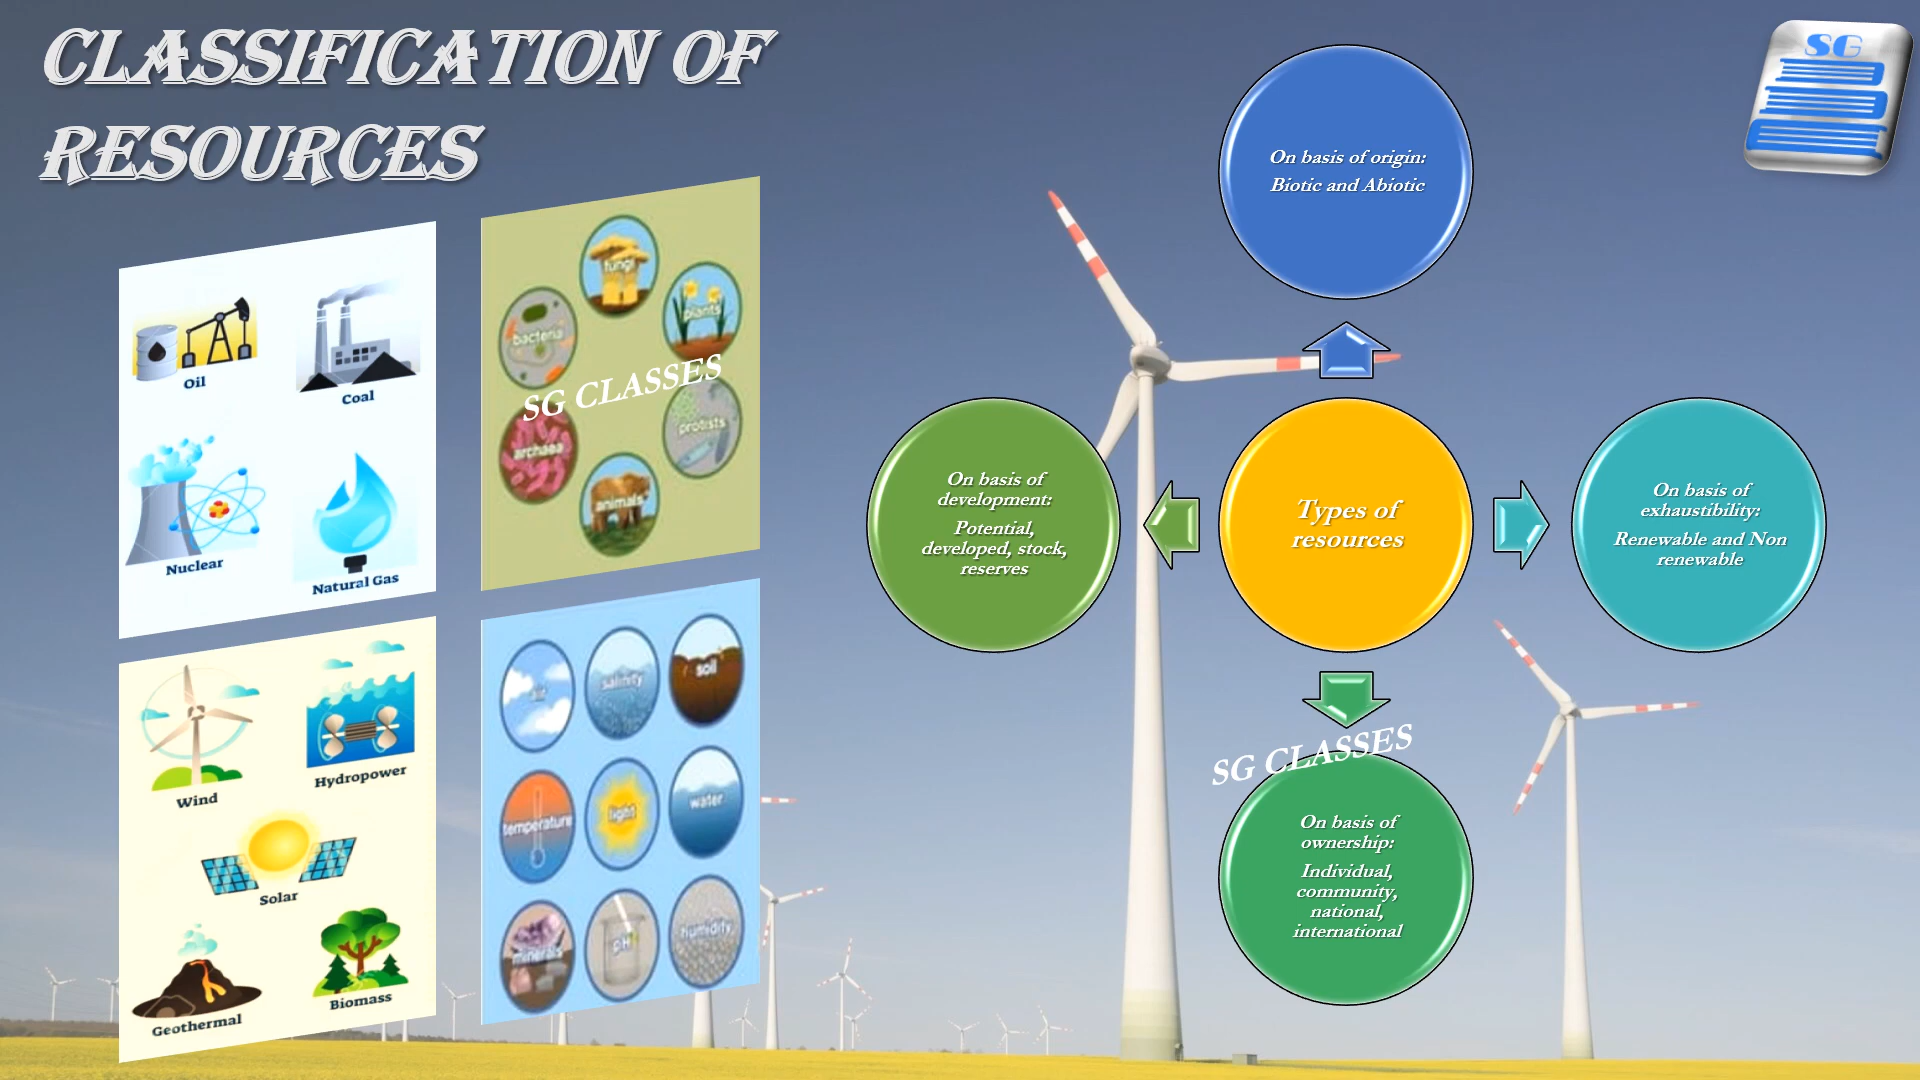 CLASSIFICATION OF
RESOURCES
SG
Oil
Coal
Nuclear
Natural Gas
fungi
plants
bacteria
SG CLASSES
protists
archaea
animals
Wind
Hydropower
Solar
Geothermal
Biomass
air
salinity
soil
temperature
light
water
minerals
pH
humidity
On basis of origin:
Biotic and Abiotic
On basis of
development:
Potential,
developed, stock,
reserves
Types of
resources
On basis of
exhaustibility:
Renewable and Non
renewable
SG CLASSES
On basis of
ownership:
Individual,
community,
national,
international